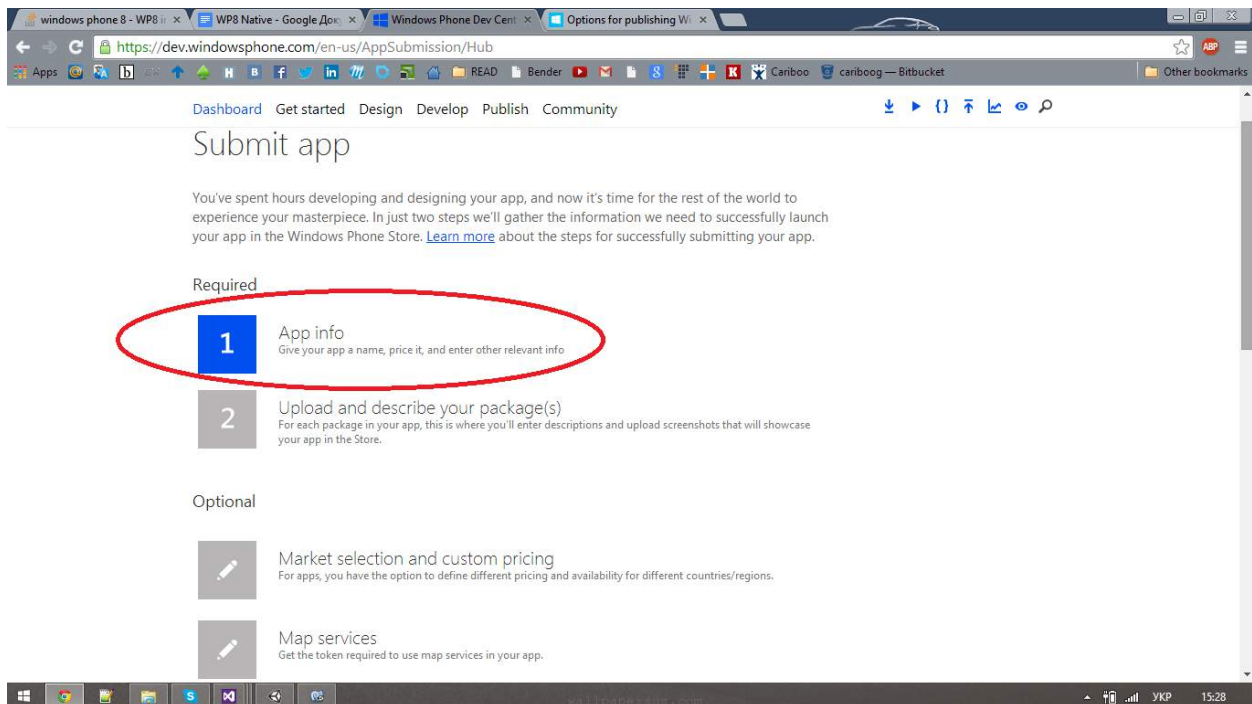 windows phone 8 - WP8 i
WP8 Native - Google Док
Windows Phone Dev Cent
Options for publishing Wi
https://dev.windowsphone.com/en-us/AppSubmission/Hub
ABP
Apps
READ
Bender
Cariboo
cariboog — Bitbucket
Other bookmarks
Dashboard Get started Design Develop Publish Community
Submit app
You've spent hours developing and designing your app, and now it's time for the rest of the world to
experience your masterpiece. In just two steps we'll gather the information we need to successfully launch
your app in the Windows Phone Store. Learn more about the steps for successfully submitting your app.
Required
1
App info
Give your app a name, price it, and enter other relevant info
2
Upload and describe your package(s)
For each package in your app, this is where you'll enter descriptions and upload screenshots that will showcase
your app in the Store.
Optional
Market selection and custom pricing
For apps, you have the option to define different pricing and availability for different countries/regions.
Map services
Get the token required to use map services in your app.
УКР
15:28